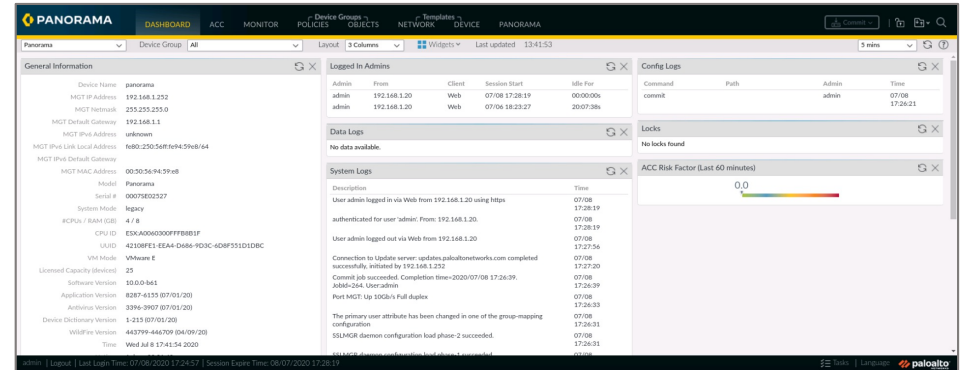 PANORAMA
DASHBOARD ACC MONITOR POLICIES OBJECTS NETWORK DEVICE PANORAMA
Device Groups Templates
Commit
Panorama Device Group All Layout 3 Columns Widgets Last updated 13:41:53 5 mins
General Information
Device Name panorama
MGT IP Address 192.168.1.252
MGT Netmask 255.255.255.0
MGT Default Gateway 192.168.1.1
MGT IPv6 Address unknown
MGT IPv6 Link Local Address fe80::250:56ff:fe94:59e8/64
MGT IPv6 Default Gateway
MGT MAC Address 00:50:56:94:59:e8
Model Panorama
Serial # 0007SE02527
System Mode legacy
#CPUs / RAM (GB) 4 / 8
CPU ID ESX:A0060300FFFB8B1F
UUID 42108FE1-EEA4-D686-9D3C-6D8F551D1DBC
VM Mode VMware E
Licensed Capacity (devices) 25
Software Version 10.0.0-b61
Application Version 8287-6155 (07/01/20)
Antivirus Version 3396-3907 (07/01/20)
Device Dictionary Version 1-215 (07/01/20)
WildFire Version 443799-446709 (04/09/20)
Time Wed Jul 8 17:41:54 2020
Logged In Admins
Admin From Client Session Start Idle For
admin 192.168.1.20 Web 07/08 17:28:19 00:00:00s
admin 192.168.1.20 Web 07/06 18:23:27 20:07:38s
Data Logs
No data available.
System Logs
Description Time
User admin logged in via Web from 192.168.1.20 using https 07/08
17:28:19
authenticated for user 'admin'. From: 192.168.1.20. 07/08
17:28:19
User admin logged out via Web from 192.168.1.20 07/08
17:27:56
Connection to Update server: updates.paloaltonetworks.com completed 07/08
successfully, initiated by 192.168.1.252 17:27:20
Commit job succeeded. Completion time=2020/07/08 17:26:39. 07/08
JobId=264. User:admin 17:26:39
Port MGT: Up 10Gb/s Full duplex 07/08
17:26:33
The primary user attribute has been changed in one of the group-mapping 07/08
configuration 17:26:31
SSLMGR daemon configuration load phase-2 succeeded. 07/08
17:26:31
SSLMGR daemon configuration load phase-1 succeeded. 07/08
Config Logs
Command Path Admin Time
commit admin 07/08
17:26:21
Locks
No locks found
ACC Risk Factor (Last 60 minutes)
0.0
admin | Logout | Last Login Time: 07/08/2020 17:24:57 | Session Expire Time: 08/07/2020 17:28:19 Tasks | Language paloalto